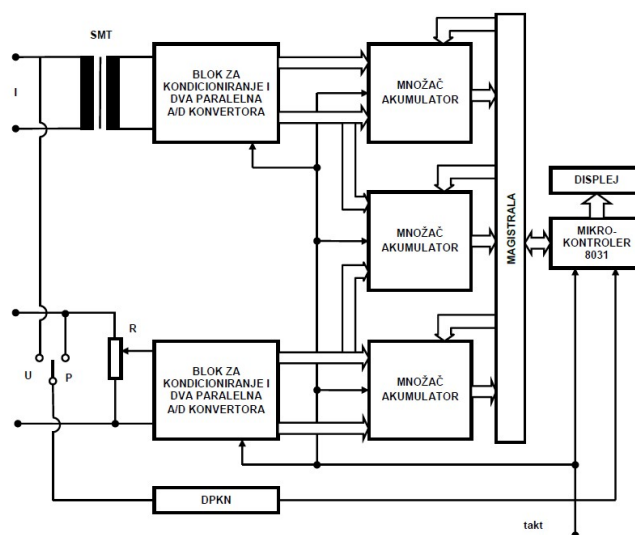 SMT
I
BLOK ZA
KONDICIONIRANJE I
DVA PARALELNA
A/D KONVERTORA
MNOŽAČ
AKUMULATOR
MNOŽAČ
AKUMULATOR
MAGISTRALA
DISPLEJ
MIKRO-
KONTROLER
8031
R
U
P
BLOK ZA
KONDICIONIRANJE I
DVA PARALELNA
A/D KONVERTORA
MNOŽAČ
AKUMULATOR
DPKN
takt